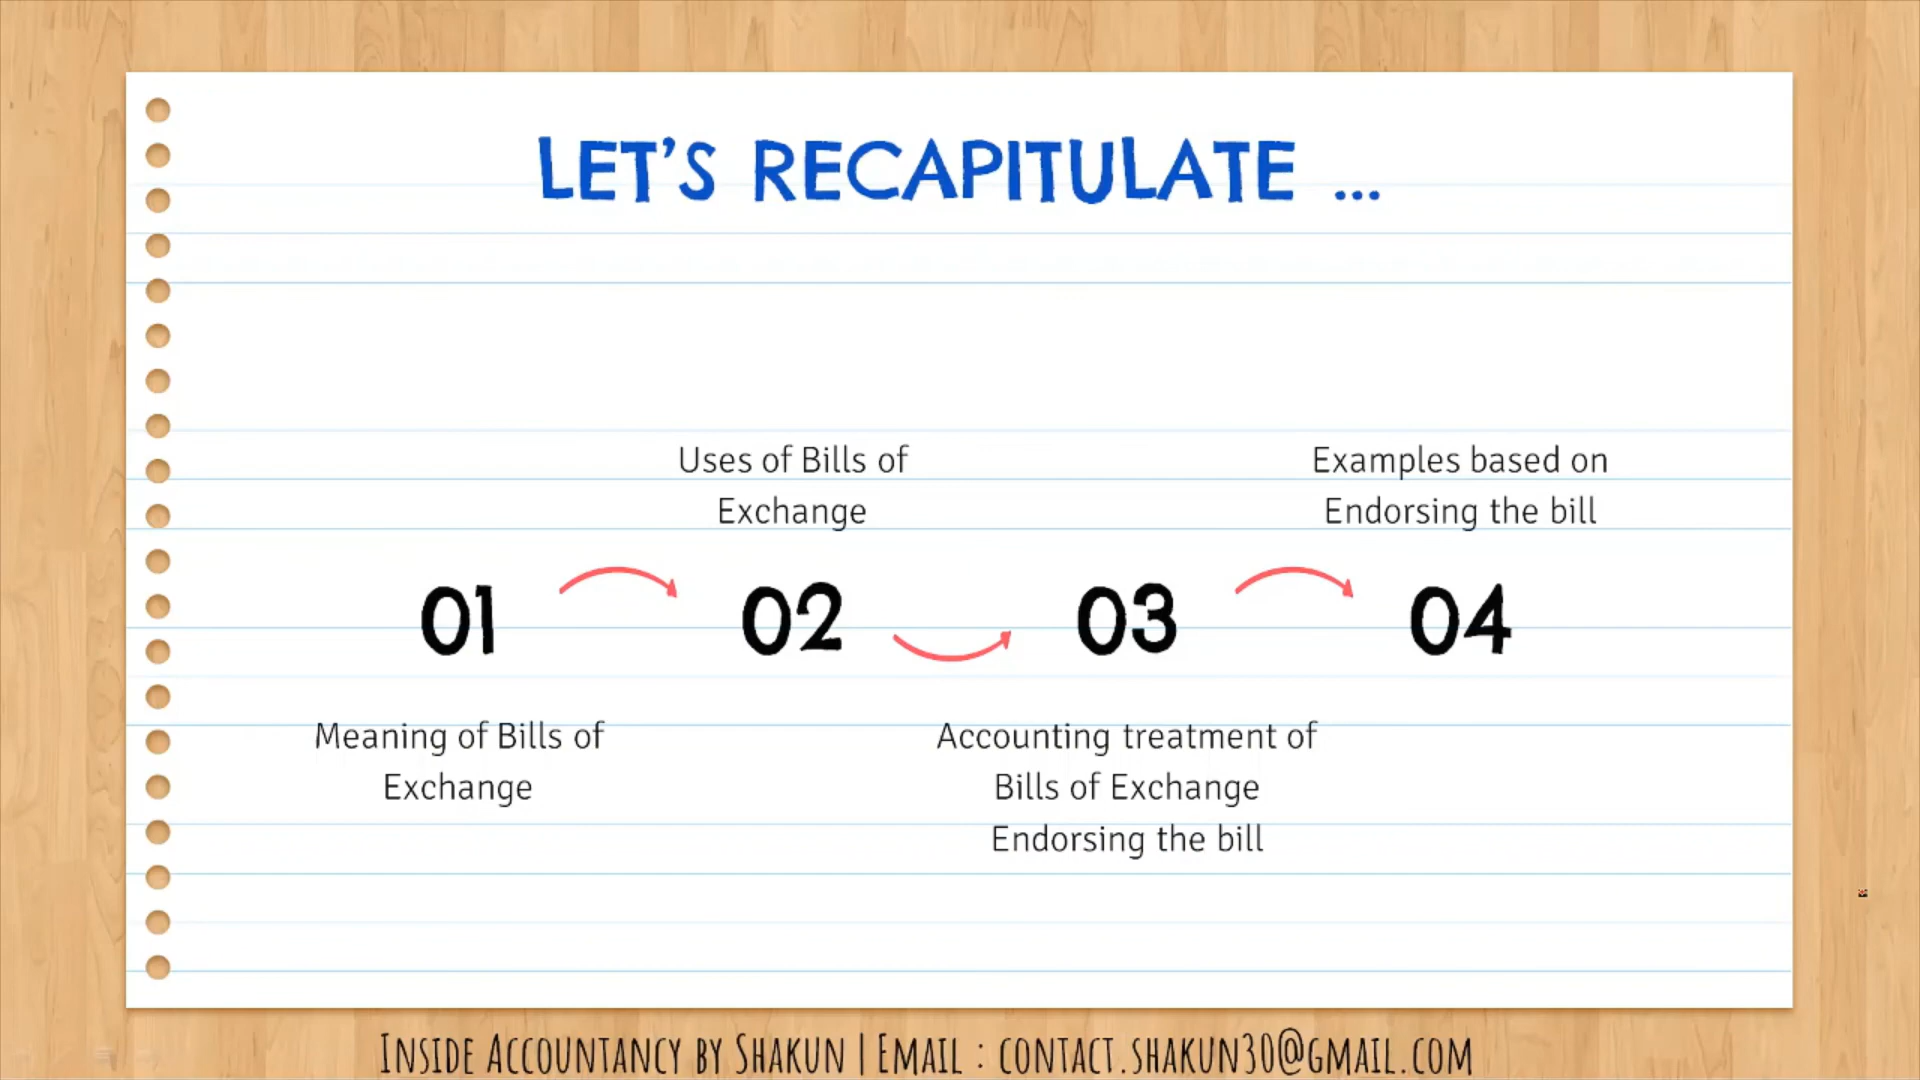 LET'S RECAPITULATE ...
01
Meaning of Bills of
Exchange
Uses of Bills of
Exchange
02
03
Accounting treatment of
Bills of Exchange
Endorsing the bill
Examples based on
Endorsing the bill
04
INSIDE ACCOUNTANCY BY SHAKUN | EMAIL : CONTACT.SHAKUN30@GMAIL.COM